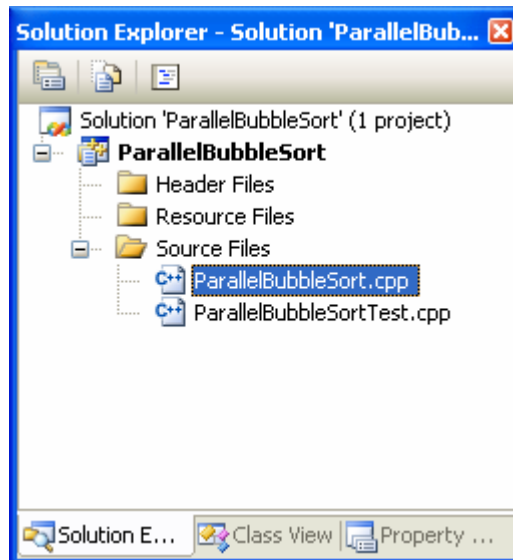 Solution Explorer - Solution 'ParallelBub...
Solution 'ParallelBubbleSort' (1 project)
ParallelBubbleSort
Header Files
Resource Files
Source Files
C++ ParallelBubbleSort.cpp
C++ ParallelBubbleSortTest.cpp
Solution E... Class View Property ...